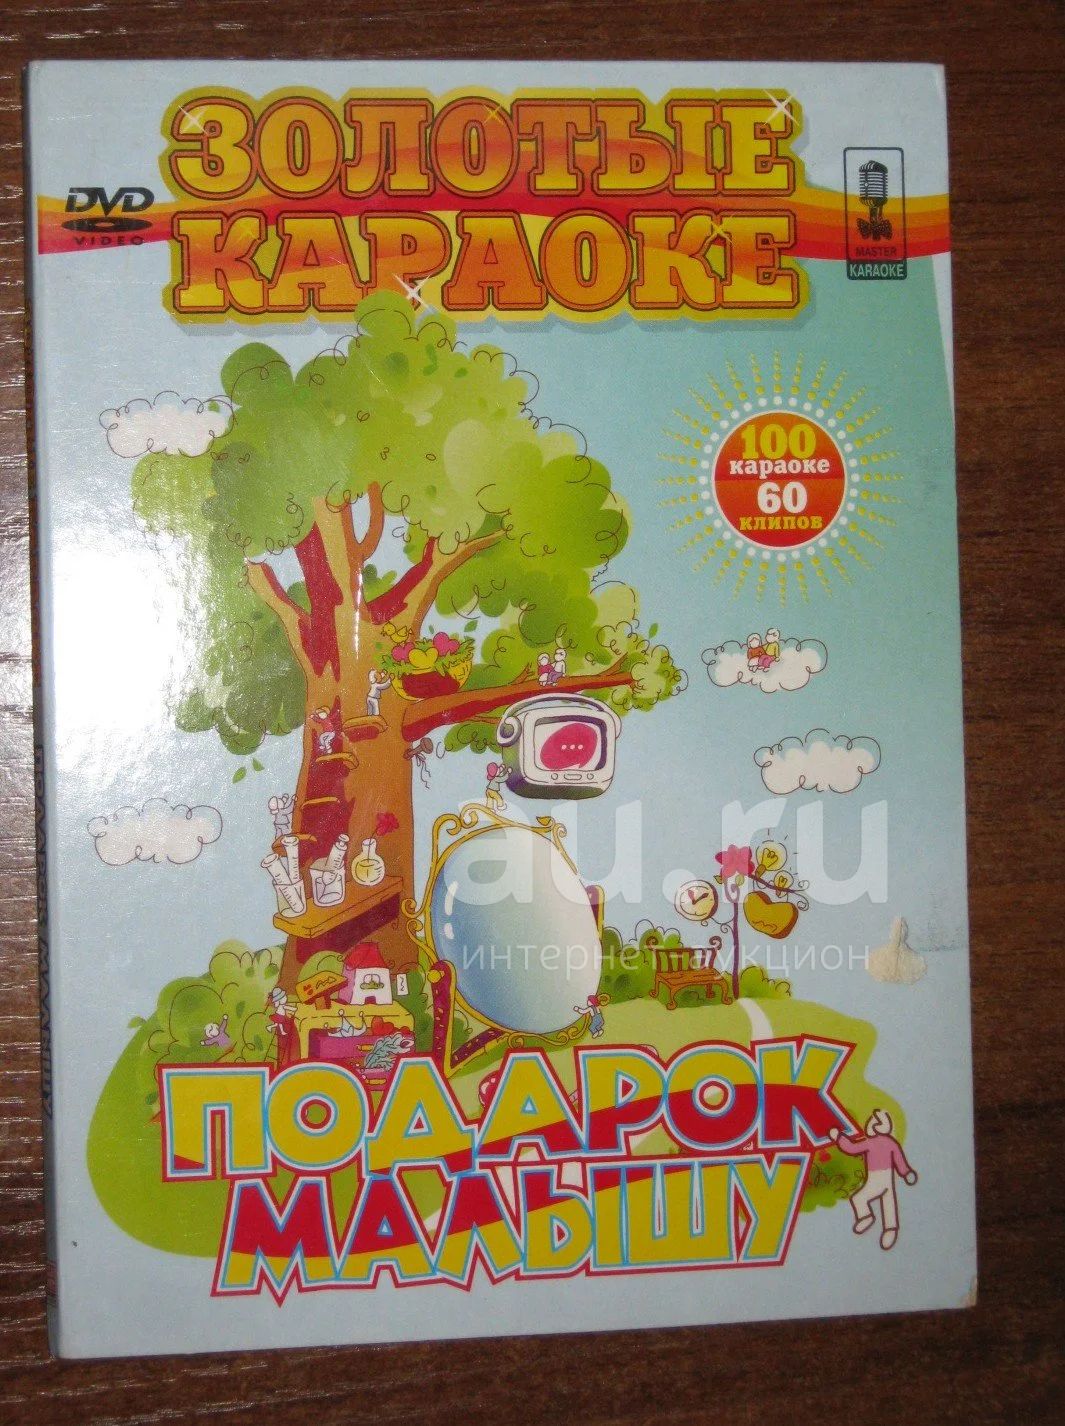 ЗОЛОТЫЕ
КАРАОКЕ
DVD
VIDEO
MASTER
KARAOKE
100
караоке
60
клипов
au.ru
интернет-аукцион
ПОДАРОК
МАЛЫШУ